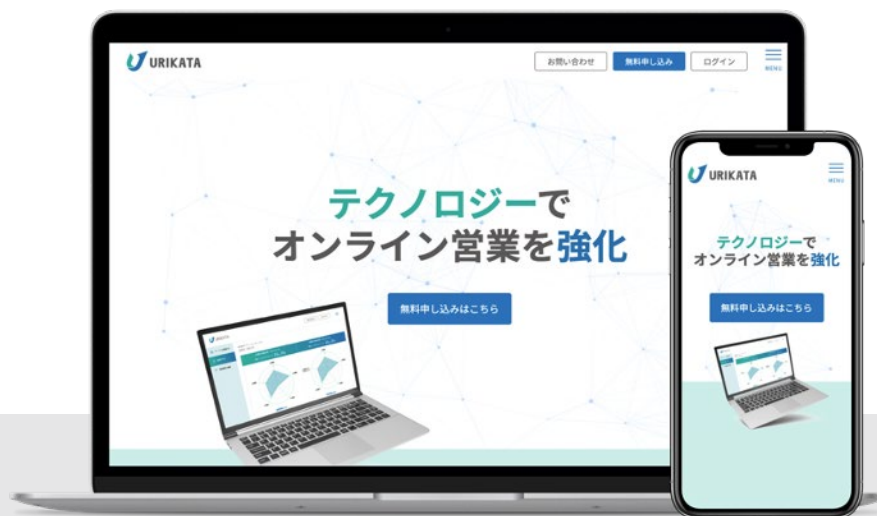 URIKATA
お問い合わせ
無料申し込み
ログイン
MENU
テクノロジーで
オンライン営業を強化
無料申し込みはこちら
URIKATA
MENU
テクノロジーで
オンライン営業を強化
無料申し込みはこちら